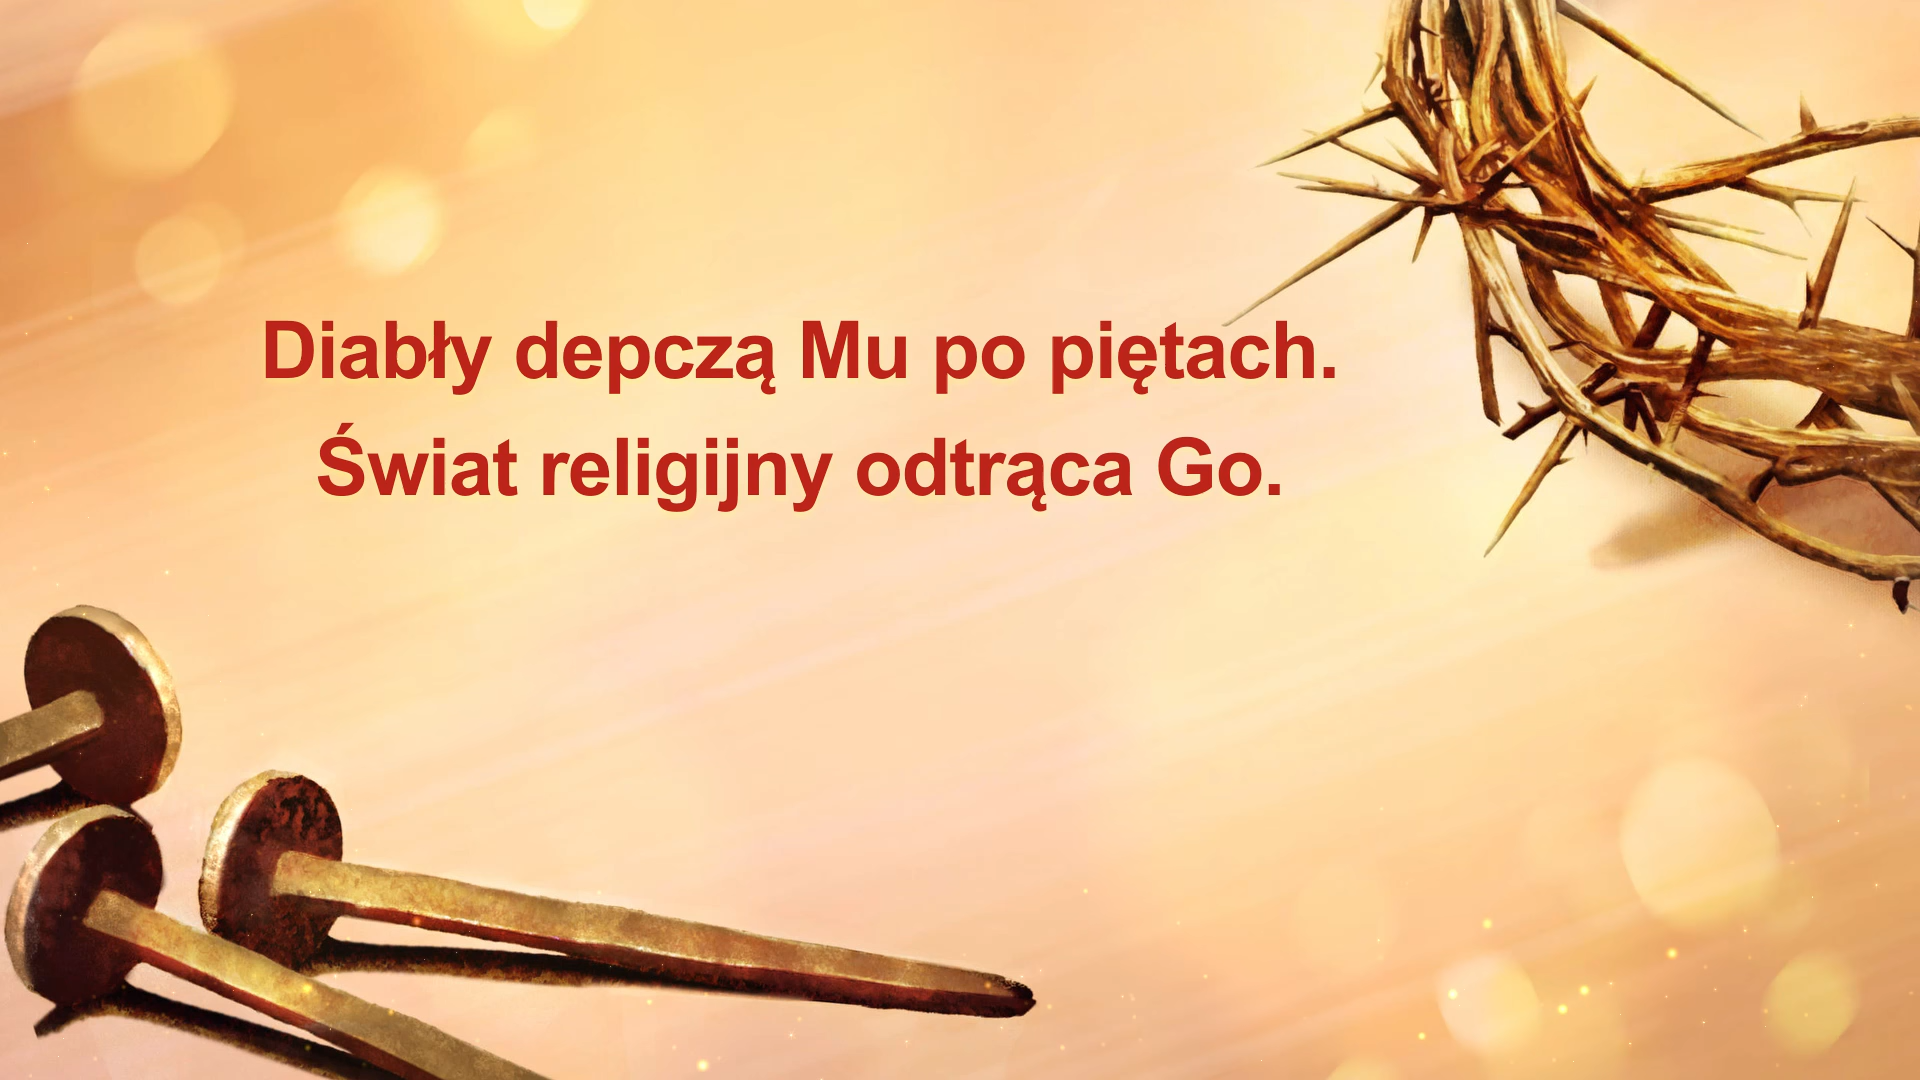 Diabły depczą Mu po piętach.
Świat religijny odtrąca Go.